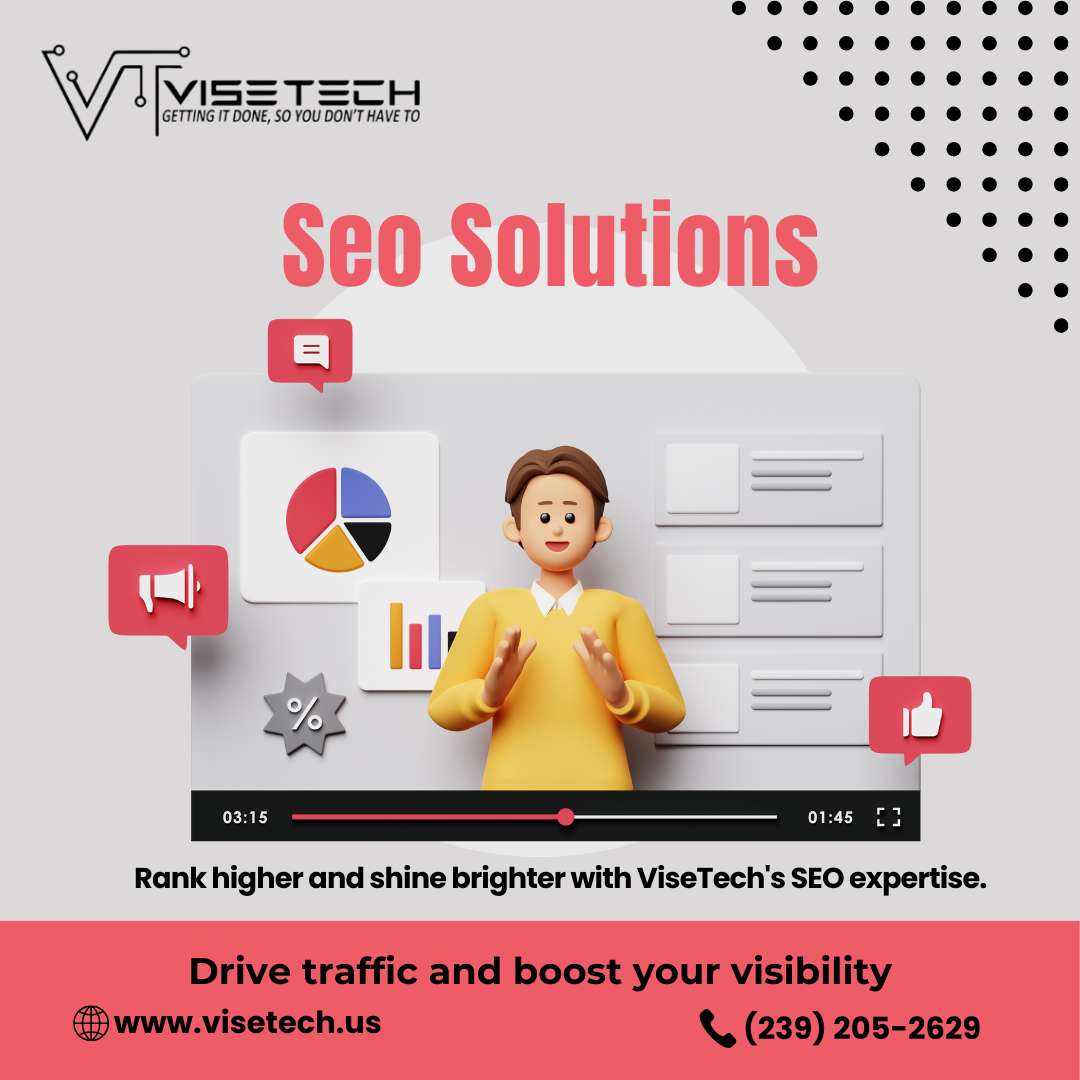 VISETECH
GETTING IT DONE, SO YOU DON'T HAVE TO
Seo Solutions
%
03:15
01:45
Rank higher and shine brighter with ViseTech's SEO expertise.
Drive traffic and boost your visibility
www.visetech.us
(239) 205-2629